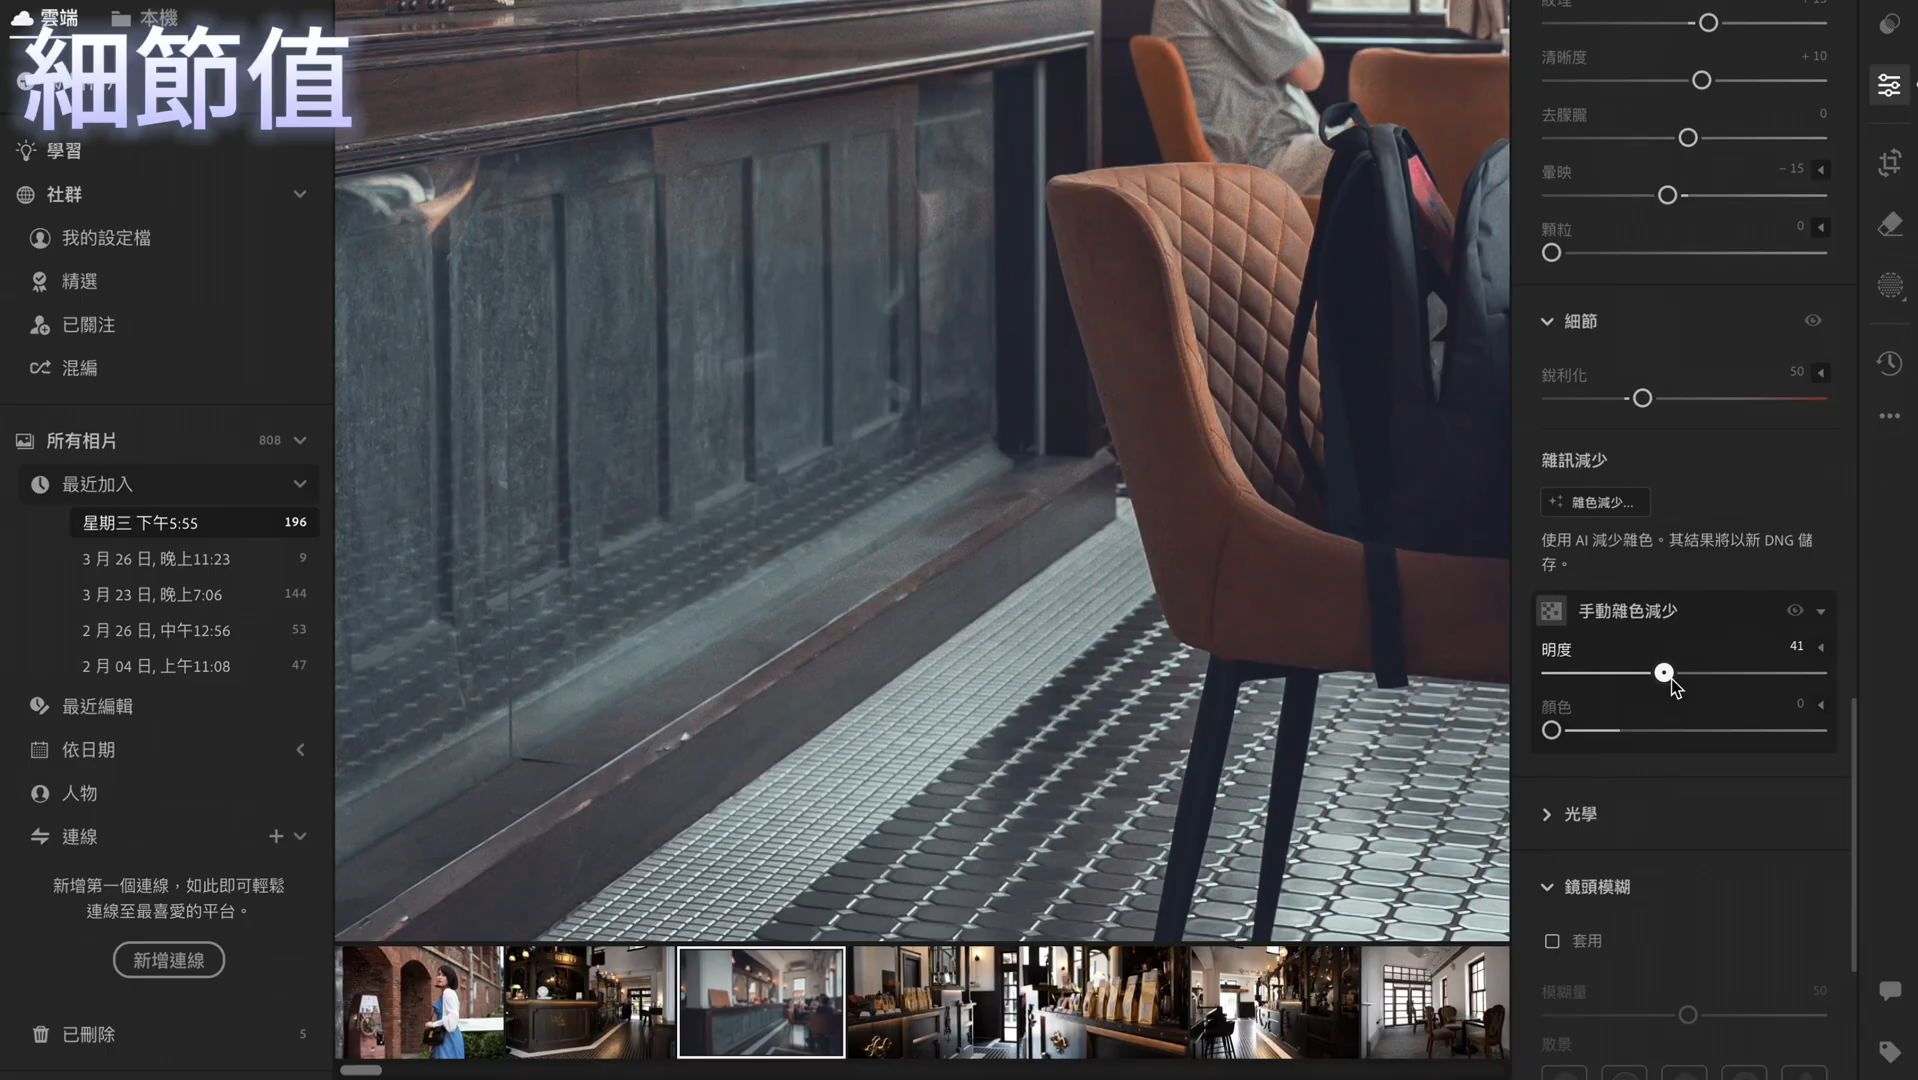 雲端
本機
細節值
學習
社群
我的設定檔
精選
已關注
混編
所有相片 808
最近加入
星期三 下午5:55 196
3 月 26 日, 晚上11:23 9
3 月 23 日, 晚上7:06 144
2 月 26 日, 中午12:56 53
2 月 04 日, 上午11:08 47
最近編輯
依日期
人物
連線
新增第一個連線，如此即可輕鬆
連線至最喜愛的平台。
新增連線
已刪除 5
清晰度 + 10
去朦朧 0
暈映 – 15
顆粒 0
細節
銳利化 50
雜訊減少
雜色減少...
使用 AI 減少雜色。其結果將以新 DNG 儲
存。
手動雜色減少
明度 41
顏色 0
光學
鏡頭模糊
套用
模糊量 50
散景